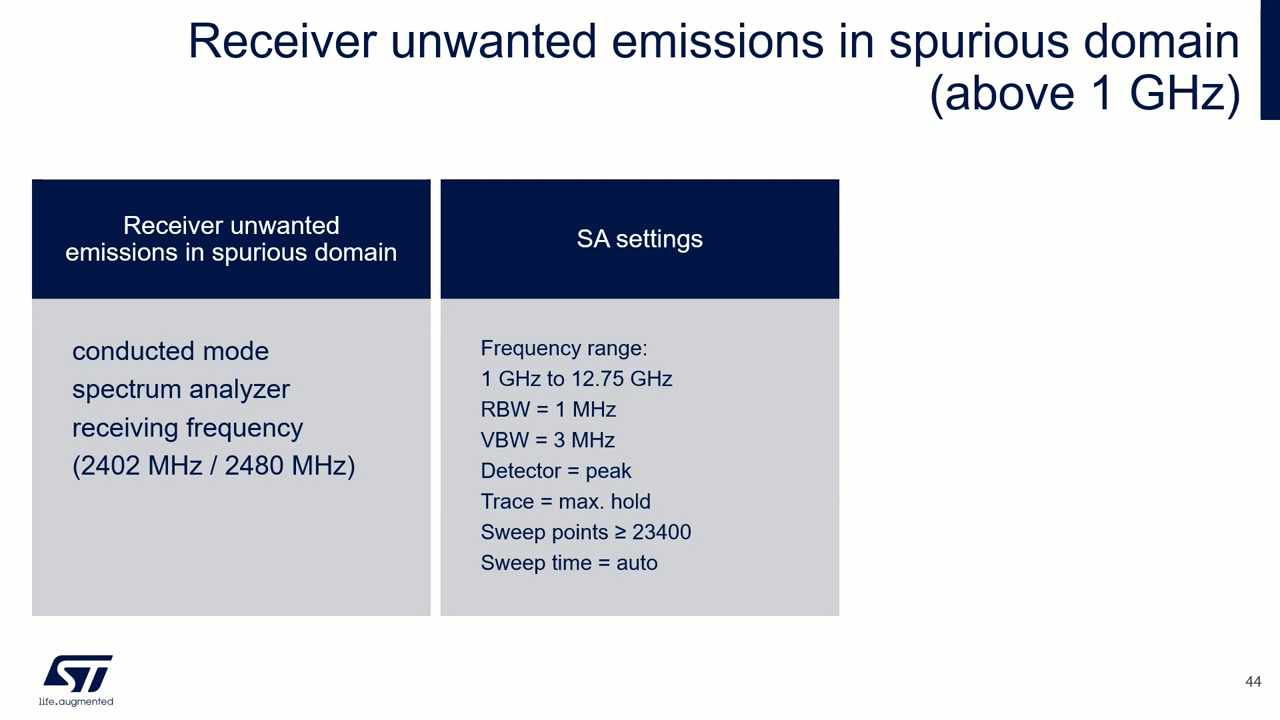 Receiver unwanted emissions in spurious domain
(above 1 GHz)
Receiver unwanted
emissions in spurious domain
conducted mode
spectrum analyzer
receiving frequency
(2402 MHz / 2480 MHz)
SA settings
Frequency range:
1 GHz to 12.75 GHz
RBW = 1 MHz
VBW = 3 MHz
Detector = peak
Trace = max. hold
Sweep points ≥ 23400
Sweep time = auto
ST
life.augmented
44